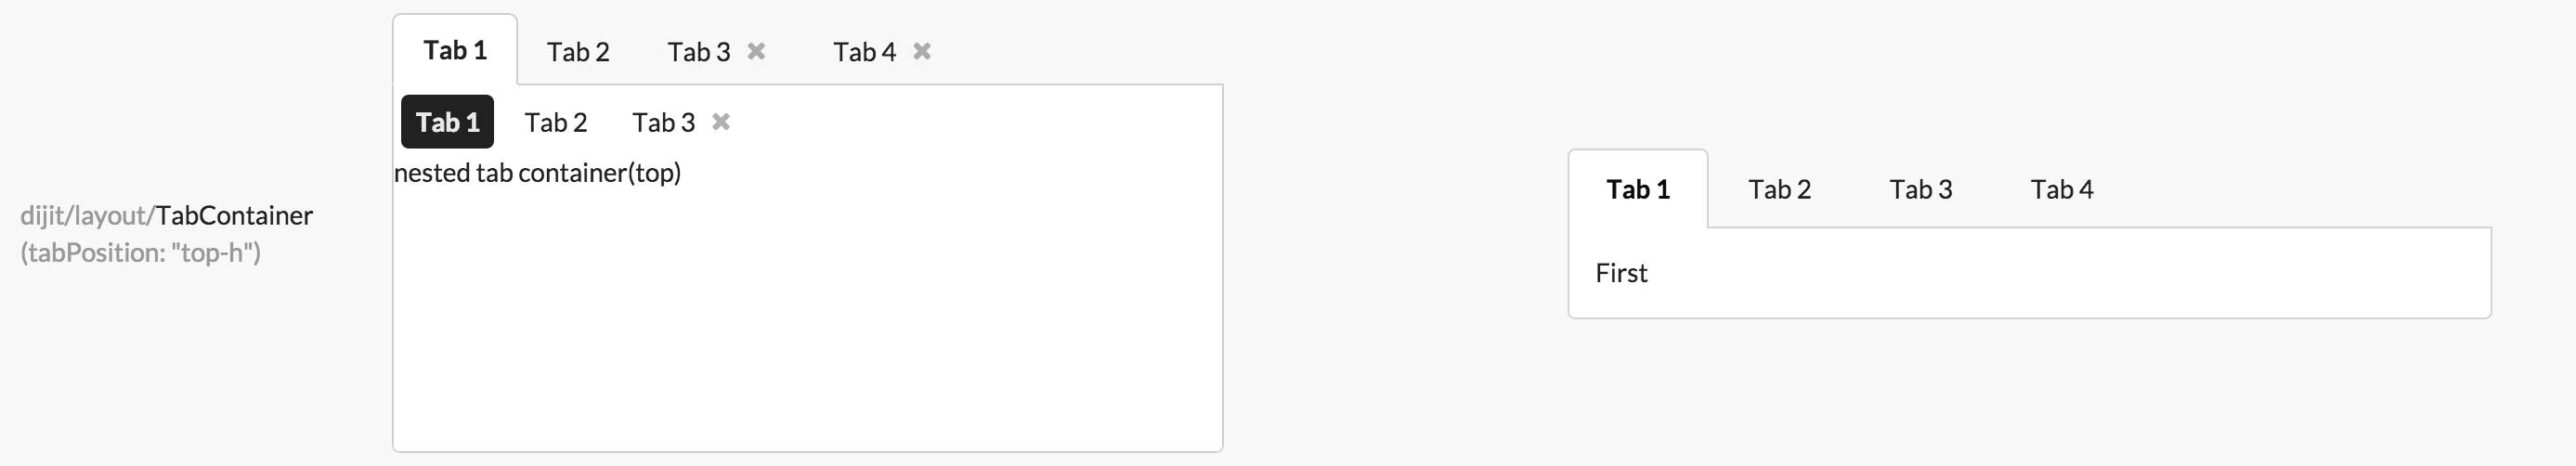 dijit/layout/TabContainer
(tabPosition: "top-h")
Tab 1 Tab 2 Tab 3 Tab 4
Tab 1 Tab 2 Tab 3
nested tab container(top)
Tab 1 Tab 2 Tab 3 Tab 4
First